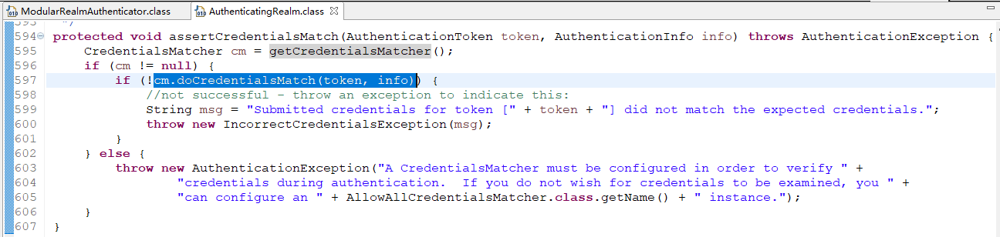 ModularRealmAuthenticator.class AuthenticatingRealm.class
593 */
594 protected void assertCredentialsMatch(AuthenticationToken token, AuthenticationInfo info) throws AuthenticationException {
595 CredentialsMatcher cm = getCredentialsMatcher();
596 if (cm != null) {
597 if (!cm.doCredentialsMatch(token, info)) {
598 //not successful - throw an exception to indicate this:
599 String msg = "Submitted credentials for token [" + token + "] did not match the expected credentials.";
600 throw new IncorrectCredentialsException(msg);
601 }
602 } else {
603 throw new AuthenticationException("A CredentialsMatcher must be configured in order to verify " +
604 "credentials during authentication.  If you do not wish for credentials to be examined, you " +
605 "can configure an " + AllowAllCredentialsMatcher.class.getName() + " instance.");
606 }
607 }